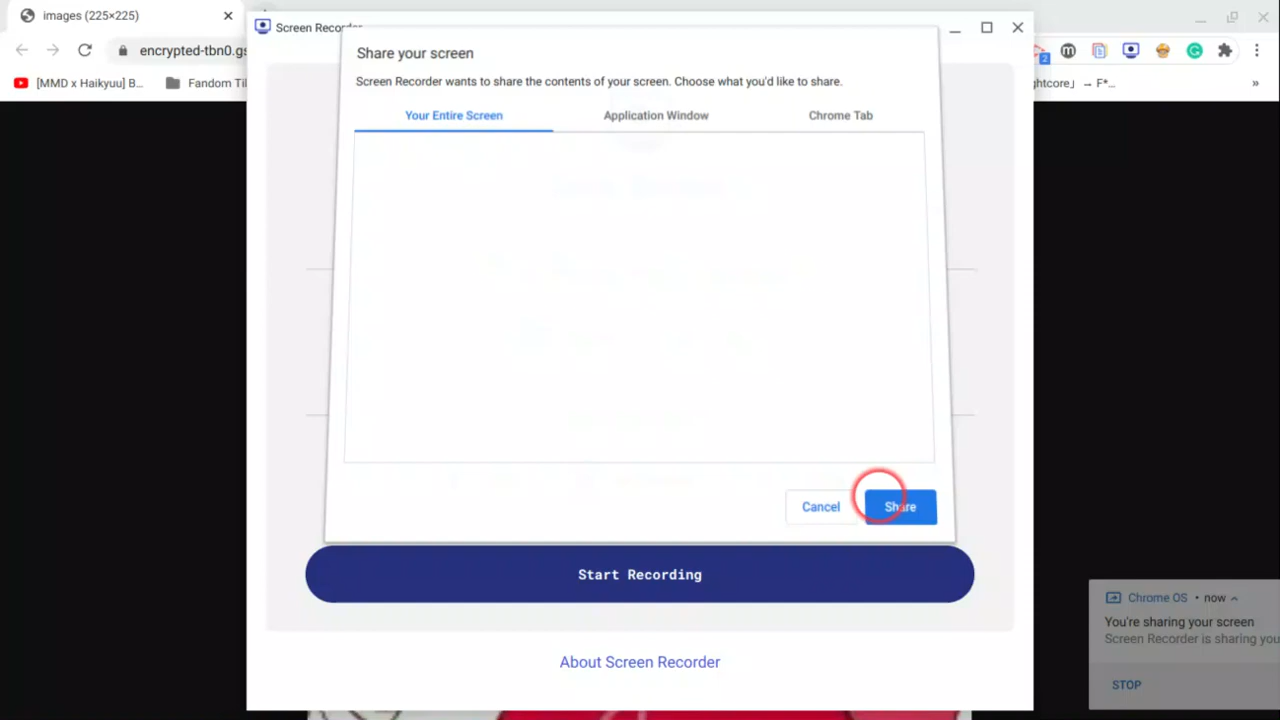 images (225×225)
Screen Recorder
encrypted-tbn0.gs
2
[MMD x Haikyuu] B...
Fandom Ti
ghtcore」 → F*...
»
Share your screen
Screen Recorder wants to share the contents of your screen. Choose what you'd like to share.
Your Entire Screen
Application Window
Chrome Tab
Cancel
Share
Start Recording
About Screen Recorder
Chrome OS • now
You're sharing your screen
Screen Recorder is sharing you
STOP